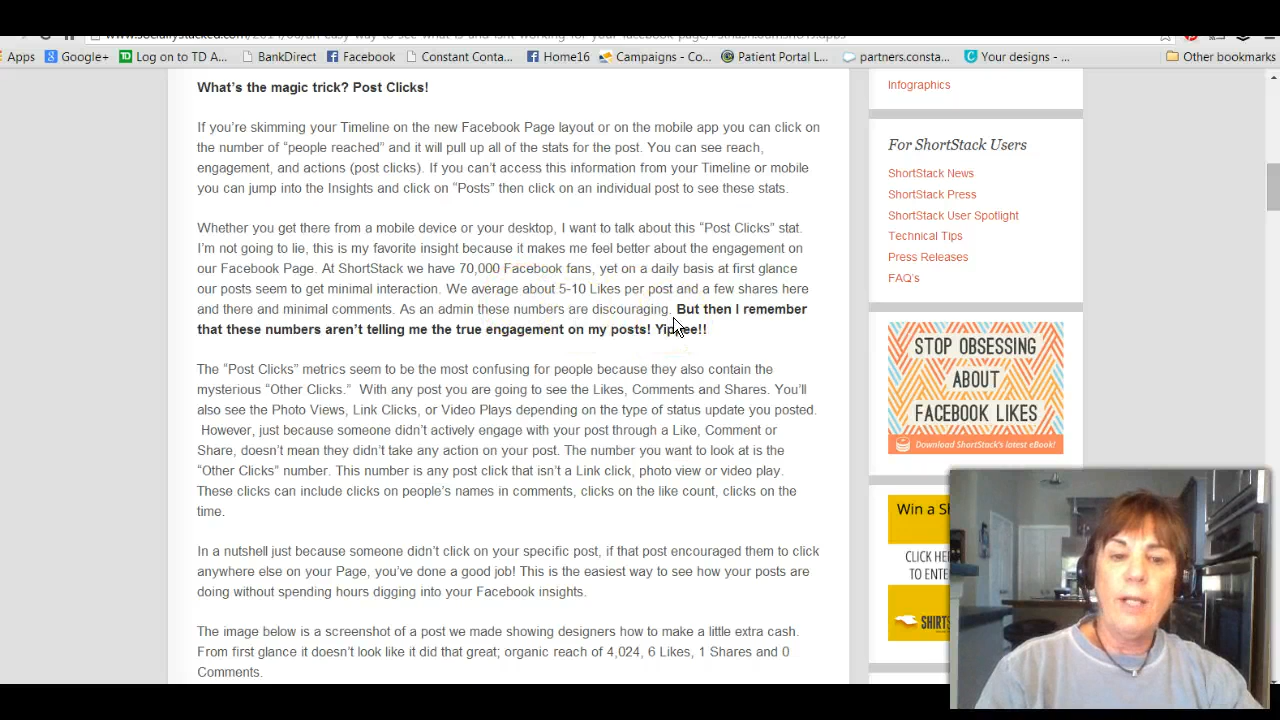 Apps Google+ Log on to TD A... BankDirect Facebook Constant Conta... Home16 Campaigns - Co... Patient Portal L... partners.consta... Your designs - ... Other bookmarks
What's the magic trick? Post Clicks!
If you're skimming your Timeline on the new Facebook Page layout or on the mobile app you can click on
the number of “people reached” and it will pull up all of the stats for the post. You can see reach,
engagement, and actions (post clicks). If you can't access this information from your Timeline or mobile
you can jump into the Insights and click on “Posts” then click on an individual post to see these stats.
Whether you get there from a mobile device or your desktop, I want to talk about this “Post Clicks” stat.
I'm not going to lie, this is my favorite insight because it makes me feel better about the engagement on
our Facebook Page. At ShortStack we have 70,000 Facebook fans, yet on a daily basis at first glance
our posts seem to get minimal interaction. We average about 5-10 Likes per post and a few shares here
and there and minimal comments. As an admin these numbers are discouraging. But then I remember
that these numbers aren't telling me the true engagement on my posts! Yippee!!
The “Post Clicks” metrics seem to be the most confusing for people because they also contain the
mysterious “Other Clicks.” With any post you are going to see the Likes, Comments and Shares. You'll
also see the Photo Views, Link Clicks, or Video Plays depending on the type of status update you posted.
However, just because someone didn't actively engage with your post through a Like, Comment or
Share, doesn't mean they didn't take any action on your post. The number you want to look at is the
“Other Clicks” number. This number is any post click that isn't a Link click, photo view or video play.
These clicks can include clicks on people's names in comments, clicks on the like count, clicks on the
time.
In a nutshell just because someone didn't click on your specific post, if that post encouraged them to click
anywhere else on your Page, you've done a good job! This is the easiest way to see how your posts are
doing without spending hours digging into your Facebook insights.
The image below is a screenshot of a post we made showing designers how to make a little extra cash.
From first glance it doesn't look like it did that great; organic reach of 4,024, 6 Likes, 1 Shares and 0
Comments.
Infographics
For ShortStack Users
ShortStack News
ShortStack Press
ShortStack User Spotlight
Technical Tips
Press Releases
FAQ's
STOP OBSESSING
ABOUT
FACEBOOK LIKES
Download ShortStack's latest eBook!
Win a
CLICK
TO ENTE